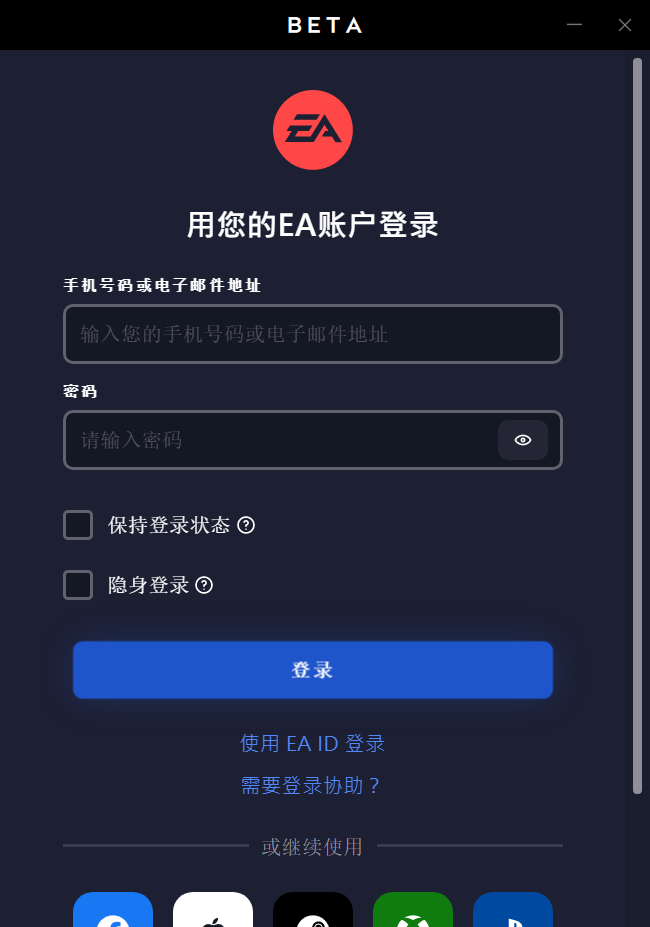 BETA
EA
用您的EA账户登录
手机号码或电子邮件地址
输入您的手机号码或电子邮件地址
密码
请输入密码
保持登录状态 ?
隐身登录 ?
登录
使用 EA ID 登录
需要登录协助？
或继续使用